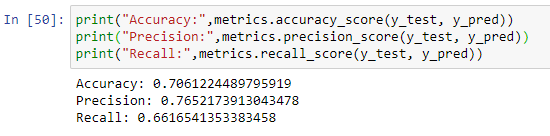 In [50]: print("Accuracy:",metrics.accuracy_score(y_test, y_pred))
print("Precision:",metrics.precision_score(y_test, y_pred))
print("Recall:",metrics.recall_score(y_test, y_pred))
Accuracy: 0.7061224489795919
Precision: 0.7652173913043478
Recall: 0.6616541353383458